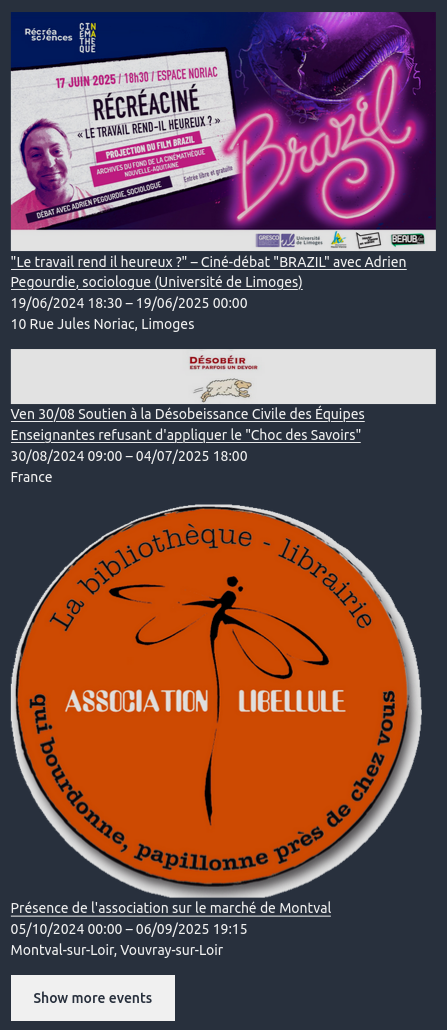 Récréa
sciences
CINÉMATHÈQUE
17 JUIN 2025 / 18h30 / ESPACE NORIAC
RÉCRÉACINÉ
« LE TRAVAIL REND-IL HEUREUX ? »
PROJECTION DU FILM BRAZIL
ARCHIVES DU FOND DE LA CINÉMATHÈQUE
NOUVELLE-AQUITAINE
Entrée libre et gratuite
DÉBAT AVEC ADRIEN PEGOURDIE, SOCIOLOGUE
Brazil
GRESCO
Université de Limoges
BEAUB
"Le travail rend il heureux ?" – Ciné-débat "BRAZIL" avec Adrien
Pegourdie, sociologue (Université de Limoges)
19/06/2024 18:30 – 19/06/2025 00:00
10 Rue Jules Noriac, Limoges
DÉSOBÉIR
EST PARFOIS UN DEVOIR
Ven 30/08 Soutien à la Désobeissance Civile des Équipes
Enseignantes refusant d'appliquer le "Choc des Savoirs"
30/08/2024 09:00 – 04/07/2025 18:00
France
La bibliothèque - librairie
ASSOCIATION LIBELLULE
qui bourdonne, papillonne près de chez vous
Présence de l'association sur le marché de Montval
05/10/2024 00:00 – 06/09/2025 19:15
Montval-sur-Loir, Vouvray-sur-Loir
Show more events